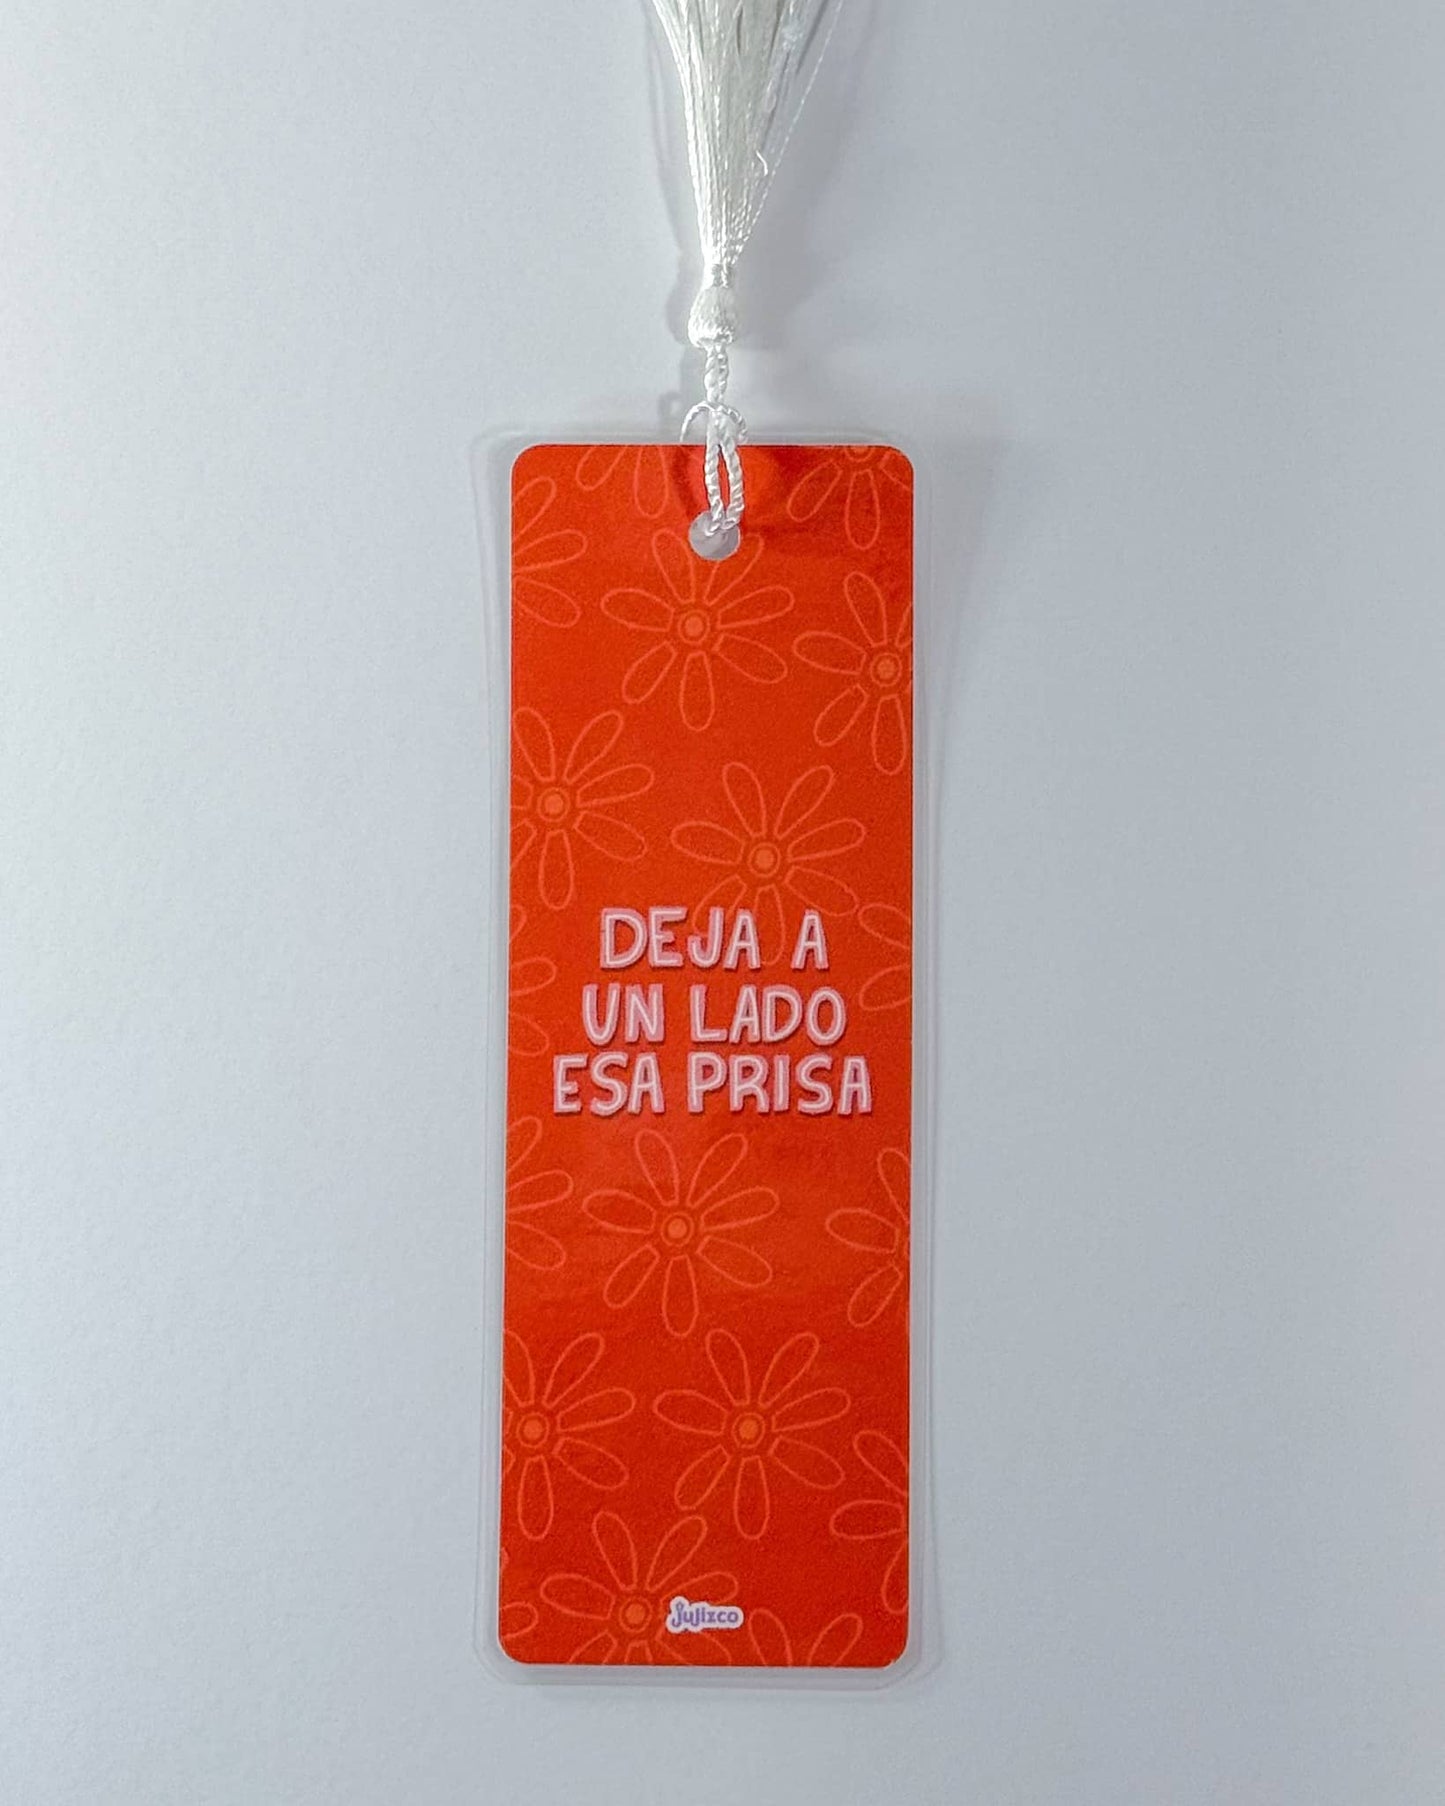 DEJA A
UN LADO
ESA PRISA
jujizco